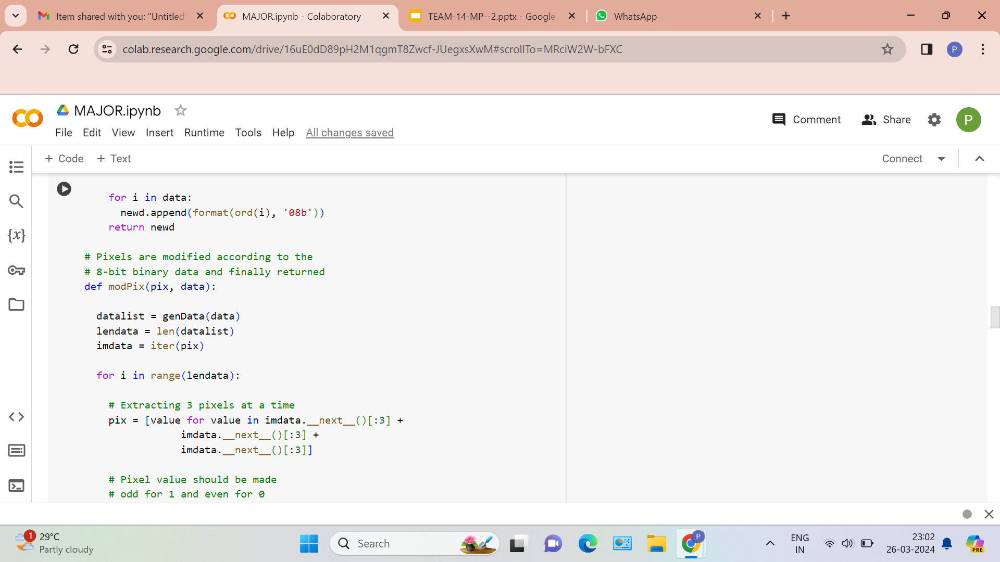 Item shared with you: "Untitled
MAJOR.ipynb - Colaboratory
TEAM-14-MP--2.pptx - Google
WhatsApp
colab.research.google.com/drive/16uE0dD89pH2M1qgmT8Zwcf-JUegxsXwM#scrollTo=MRciW2W-bFXC
P
MAJOR.ipynb
Comment
Share
P
File Edit View Insert Runtime Tools Help All changes saved
+ Code + Text
Connect
for i in data:
newd.append(format(ord(i), '08b'))
return newd
{x}
# Pixels are modified according to the
# 8-bit binary data and finally returned
def modPix(pix, data):
datalist = genData(data)
lendata = len(datalist)
imdata = iter(pix)
for i in range(lendata):
# Extracting 3 pixels at a time
pix = [value for value in imdata.__next__()[:3] +
imdata.__next__()[:3] +
imdata.__next__()[:3]]
# Pixel value should be made
# odd for 1 and even for 0
1
29°C
Partly cloudy
Search
P
ENG
IN
23:02
26-03-2024
PRE